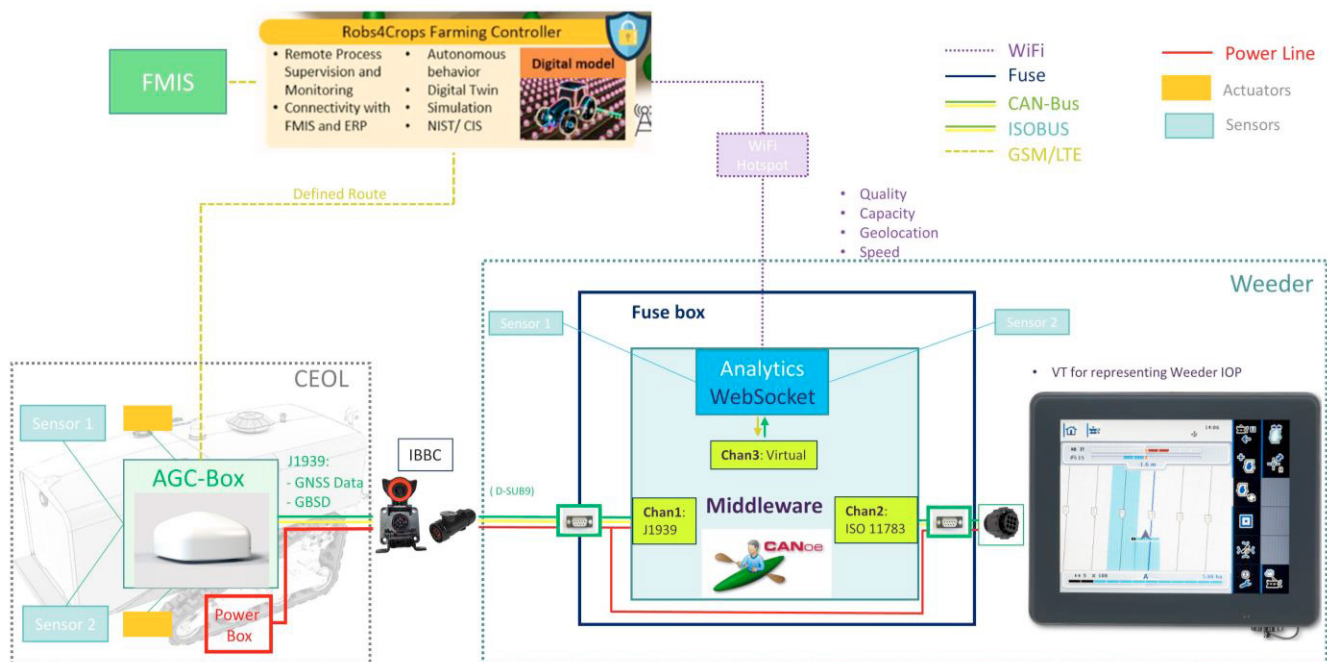 Robs4Crops Farming Controller
• Remote Process
Supervision and
Monitoring
• Connectivity with
FMIS and ERP
• Autonomous
behavior
• Digital Twin
• Simulation
• NIST/ CIS
Digital model
FMIS
WiFi
Fuse
CAN-Bus
ISOBUS
GSM/LTE
Power Line
Actuators
Sensors
WiFi
Hotspot
Defined Route
• Quality
• Capacity
• Geolocation
• Speed
Weeder
Fuse box
Sensor 1
Sensor 2
Analytics
WebSocket
Chan3: Virtual
Middleware
Chan1:
J1939
Chan2:
ISO 11783
CANoe
• VT for representing Weeder IOP
CEOL
Sensor 1
AGC-Box
J1939:
- GNSS Data
- GBSD
Sensor 2
Power
Box
IBBC
( D-SUB9)
14:06
A